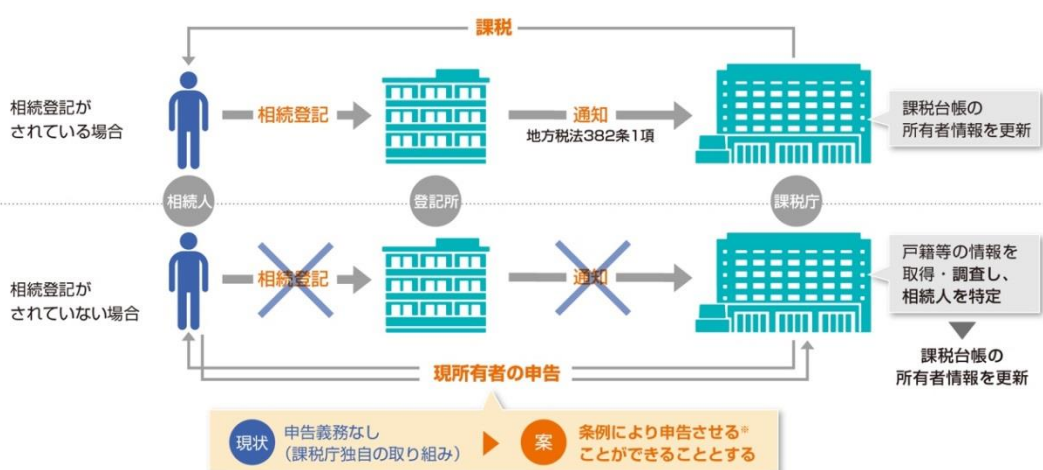 課税
相続登記が
されている場合
相続登記
通知
地方税法382条1項
課税台帳の
所有者情報を更新
相続人
登記所
課税庁
相続登記が
されていない場合
相続登記
通知
戸籍等の情報を
取得・調査し、
相続人を特定
課税台帳の
所有者情報を更新
現所有者の申告
現状
申告義務なし
（課税庁独自の取り組み）
案
条例により申告させる※
ことができることとする